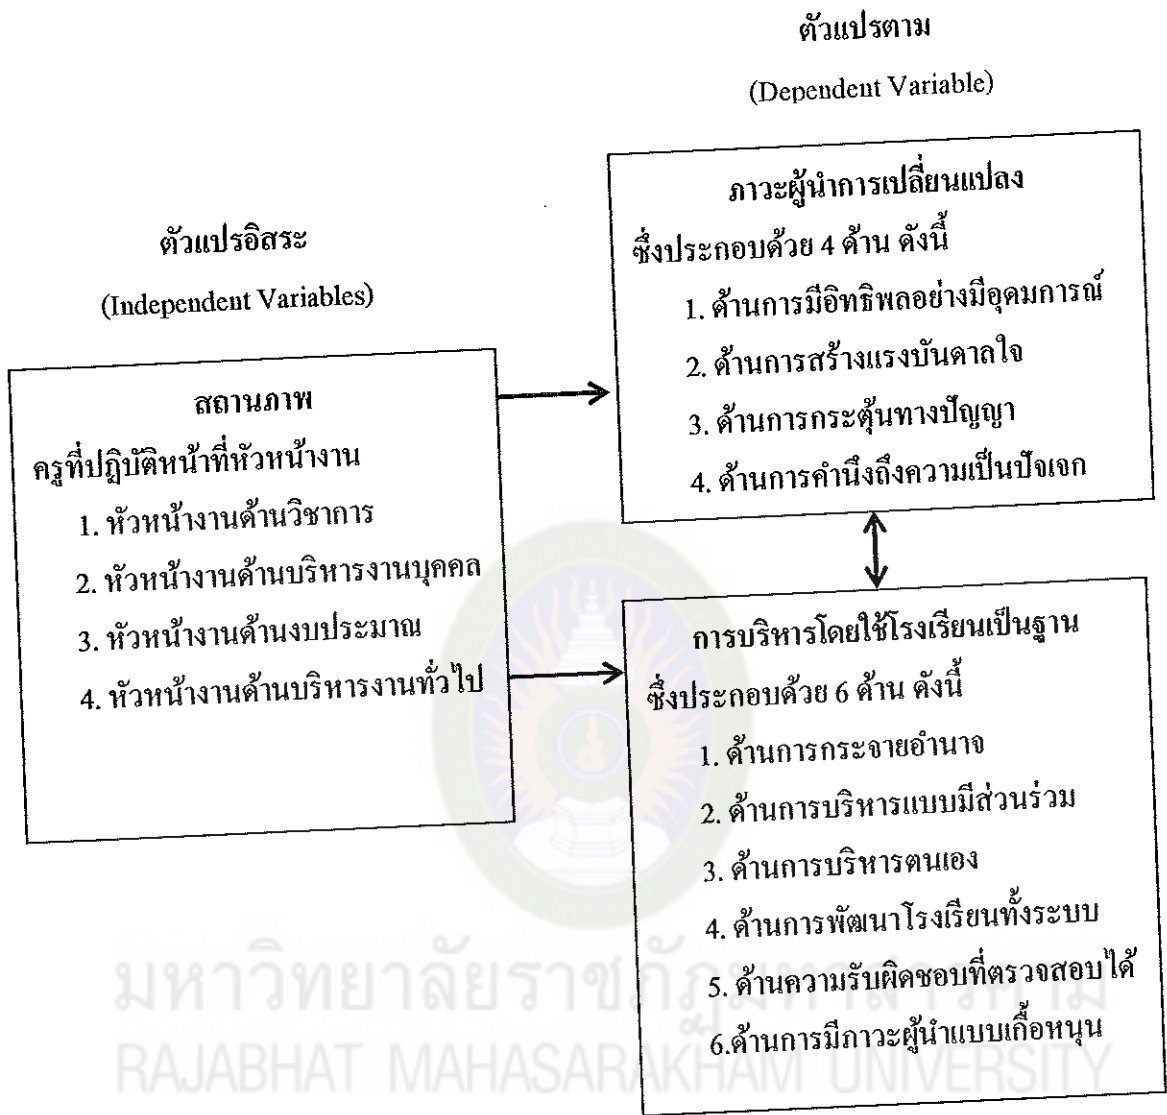 ตัวแปรตาม
(Dependent Variable)
ภาวะผู้นำการเปลี่ยนแปลง
ซึ่งประกอบด้วย 4 ด้าน ดังนี้
1. ด้านการมีอิทธิพลอย่างมีอุดมการณ์
2. ด้านการสร้างแรงบันดาลใจ
3. ด้านการกระตุ้นทางปัญญา
4. ด้านการคำนึงถึงความเป็นปัจเจก
ตัวแปรอิสระ
(Independent Variables)
สถานภาพ
ครูที่ปฏิบัติหน้าที่หัวหน้างาน
1. หัวหน้างานด้านวิชาการ
2. หัวหน้างานด้านบริหารงานบุคคล
3. หัวหน้างานด้านงบประมาณ
4. หัวหน้างานด้านบริหารงานทั่วไป
การบริหารโดยใช้โรงเรียนเป็นฐาน
ซึ่งประกอบด้วย 6 ด้าน ดังนี้
1. ด้านการกระจายอำนาจ
2. ด้านการบริหารแบบมีส่วนร่วม
3. ด้านการบริหารตนเอง
4. ด้านการพัฒนาโรงเรียนทั้งระบบ
5. ด้านความรับผิดชอบที่ตรวจสอบได้
6.ด้านการมีภาวะผู้นำแบบเกื้อหนุน
มหาวิทยาลัยราชภัฏมหาสารคาม
RAJABHAT MAHASARAKHAM UNIVERSITY